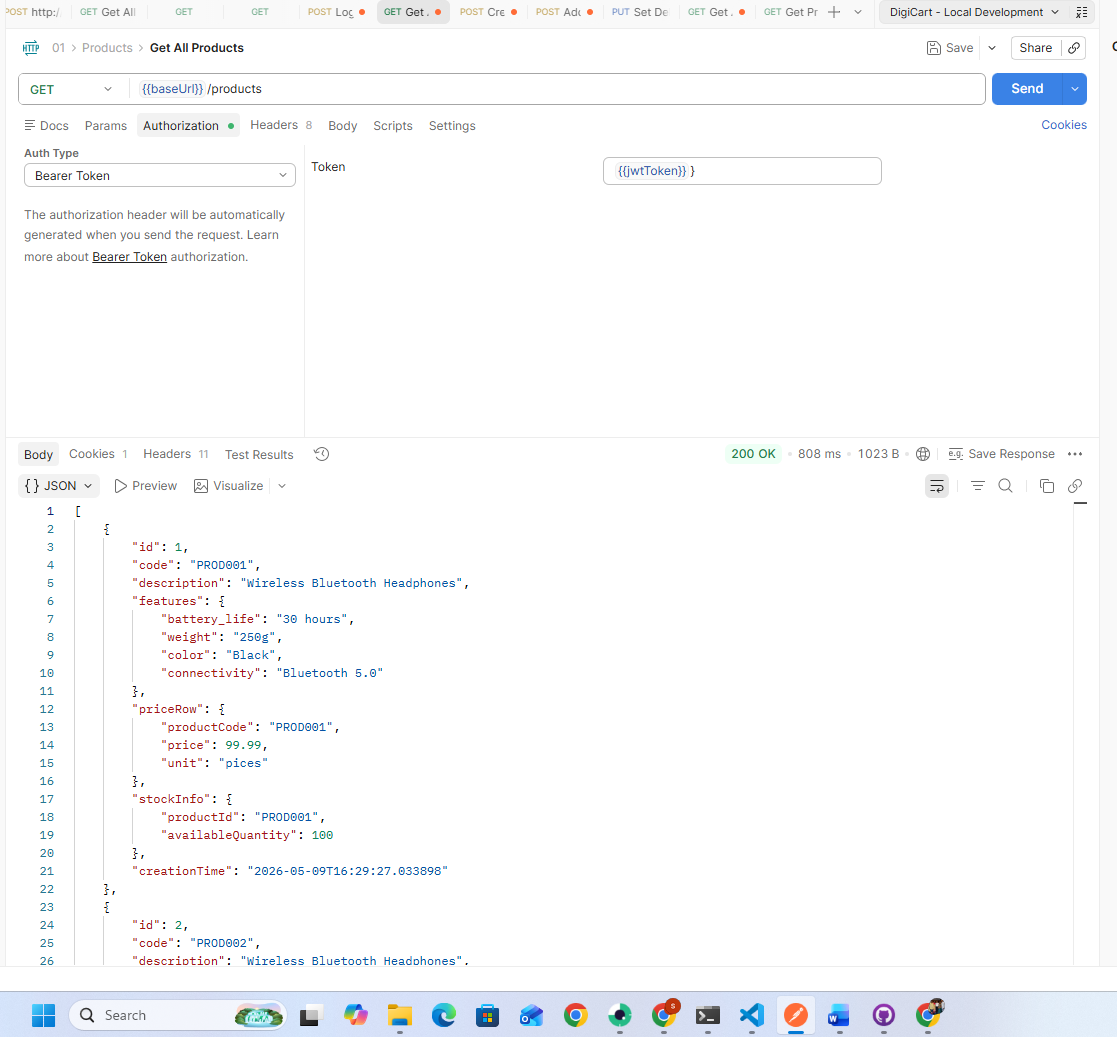 POST http:/
GET Get All
GET
GET
POST Log
GET Get .
POST Cre
POST Add
PUT Set De
GET Get .
GET Get Pr
DigiCart - Local Development
HTTP 01 > Products > Get All Products
Save
Share
GET
{{baseUrl}} /products
Send
Docs Params Authorization Headers 8 Body Scripts Settings
Cookies
Auth Type
Bearer Token
Token
{{jwtToken}} }
The authorization header will be automatically
generated when you send the request. Learn
more about Bearer Token authorization.
Body Cookies 1 Headers 11 Test Results
200 OK • 808 ms • 1023 B
e.g. Save Response
{} JSON Preview Visualize
1 [
2 {
3 "id": 1,
4 "code": "PROD001",
5 "description": "Wireless Bluetooth Headphones",
6 "features": {
7 "battery_life": "30 hours",
8 "weight": "250g",
9 "color": "Black",
10 "connectivity": "Bluetooth 5.0"
11 },
12 "priceRow": {
13 "productCode": "PROD001",
14 "price": 99.99,
15 "unit": "pices"
16 },
17 "stockInfo": {
18 "productId": "PROD001",
19 "availableQuantity": 100
20 },
21 "creationTime": "2026-05-09T16:29:27.033898"
22 },
23 {
24 "id": 2,
25 "code": "PROD002",
26 "description": "Wireless Bluetooth Headphones",
Search